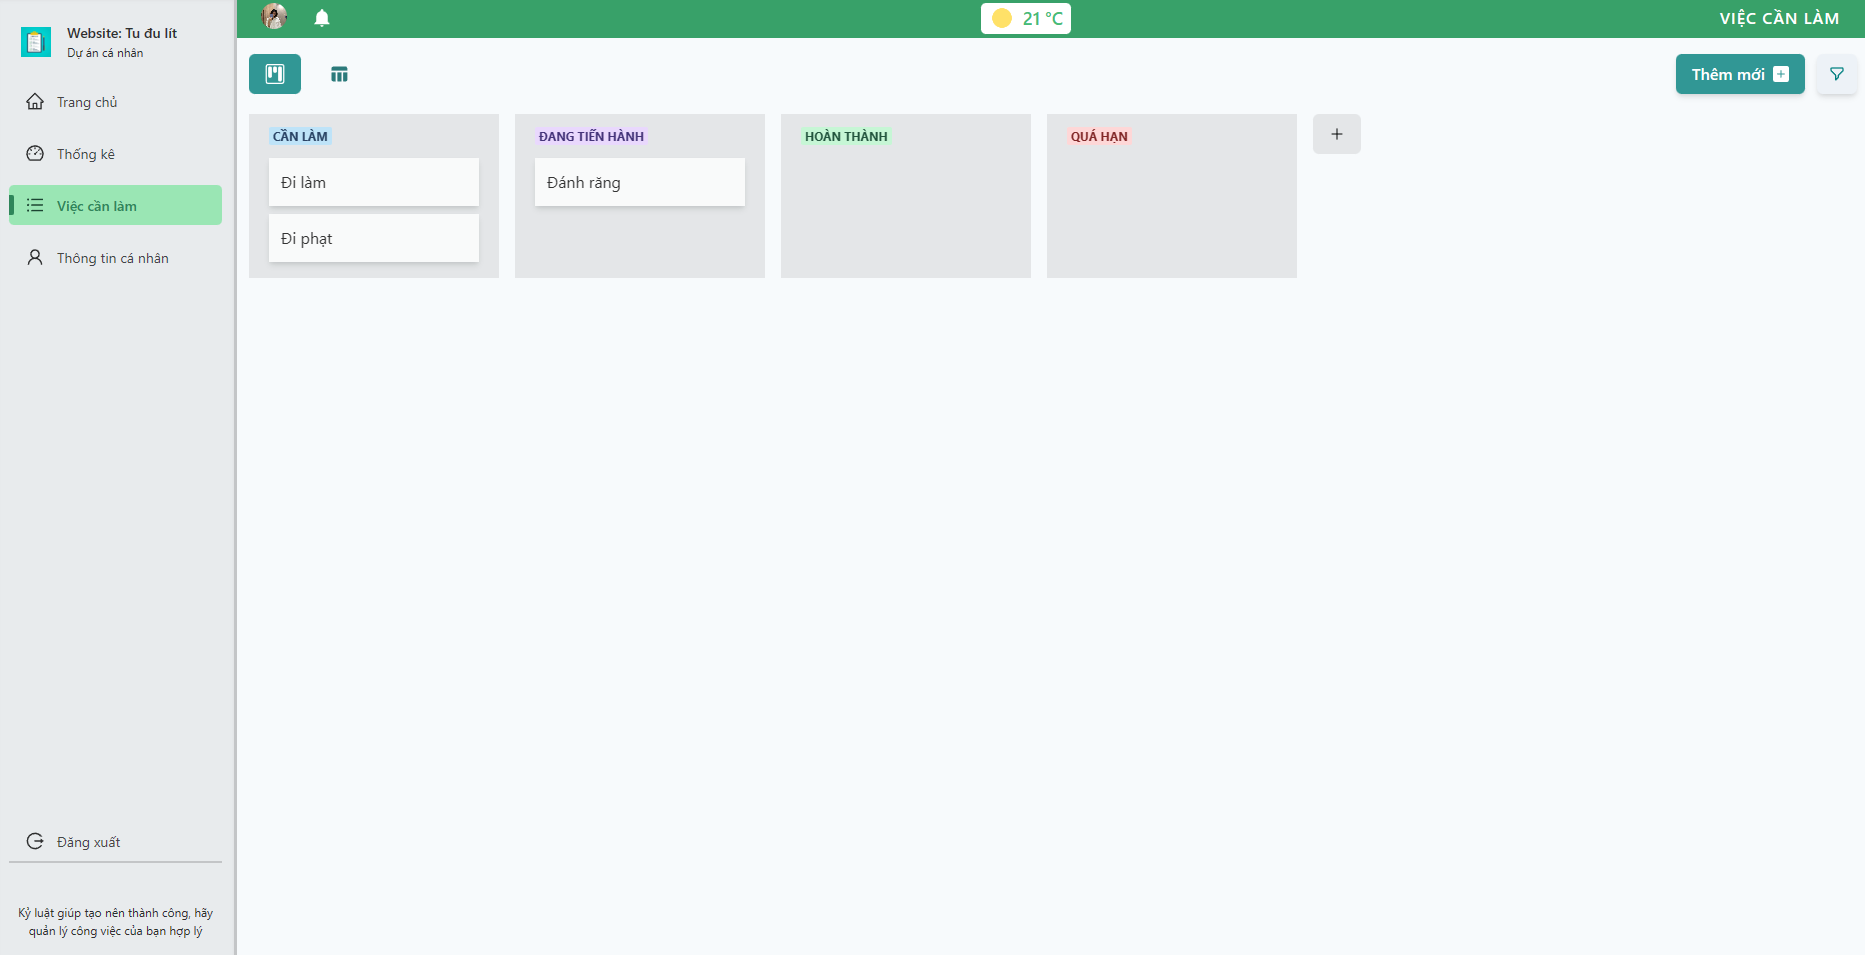 Website: Tu đu lít
Dự án cá nhân
Trang chủ
Thống kê
Việc cần làm
Thông tin cá nhân
Đăng xuất
Kỷ luật giúp tạo nên thành công, hãy
quản lý công việc của bạn hợp lý
21 °C
VIỆC CẦN LÀM
Thêm mới
CẦN LÀM
Đi làm
Đi phạt
ĐANG TIẾN HÀNH
Đánh răng
HOÀN THÀNH
QUÁ HẠN